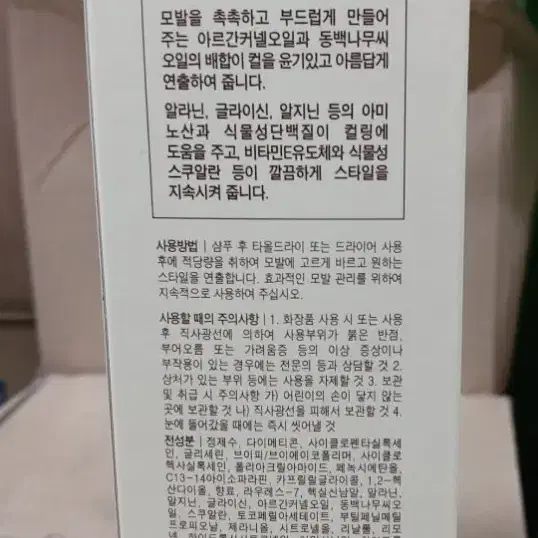 모발을 촉촉하고 부드럽게 만들어
주는 아르간커넬오일과 동백나무씨
오일의 배합이 컬을 윤기있고 아름답게
연출하여 줍니다.
알라닌, 글라이신, 알지닌 등의 아미
노산과 식물성단백질이 컬링에
도움을 주고, 비타민E유도체와 식물성
스쿠알란 등이 깔끔하게 스타일을
지속시켜 줍니다.
사용방법 | 샴푸 후 타올드라이 또는 드라이어 사용
후에 적당량을 취하여 모발에 고르게 바르고 원하는
스타일을 연출합니다. 효과적인 모발 관리를 위하여
지속적으로 사용하여 주십시오.
사용할 때의 주의사항 | 1. 화장품 사용 시 또는 사용
후 직사광선에 의하여 사용부위가 붉은 반점,
부어오름 또는 가려움증 등의 이상 증상이나
부작용이 있는 경우에는 전문의 등과 상담할 것 2.
상처가 있는 부위 등에는 사용을 자제할 것 3. 보관
및 취급 시 주의사항 가) 어린이의 손이 닿지 않는
곳에 보관할 것 나) 직사광선을 피해서 보관할 것 4.
눈에 들어갔을 때에는 즉시 씻어낼 것
전성분 | 정제수, 다이메티콘, 사이클로펜타실록세
인, 글리세린, 브이피/브이에이코폴리머, 사이클로
헥사실록세인, 폴리아크릴아마이드, 페녹시에탄올,
C13-14아이소파라핀, 카프릴릴글라이콜, 1,2-헥
산다이올, 향료, 라우레스-7, 헥실신남알, 알라닌,
알지닌, 글라이신, 아르간커넬오일, 동백나무씨오
일, 스쿠알란, 토코페릴아세테이트, 부틸페닐메틸
프로피오날, 제라니올, 시트로넬올, 리날룰, 리모